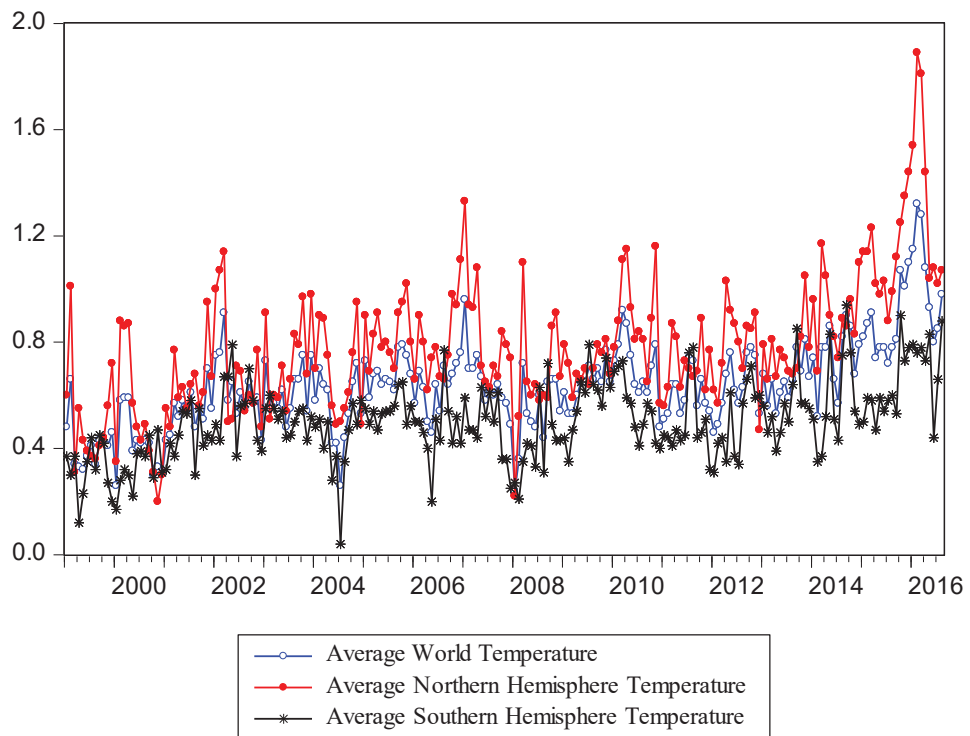 2.0
1.6
1.2
0.8
0.4
0.0
2000 2002 2004 2006 2008 2010 2012 2014 2016
Average World Temperature
Average Northern Hemisphere Temperature
Average Southern Hemisphere Temperature